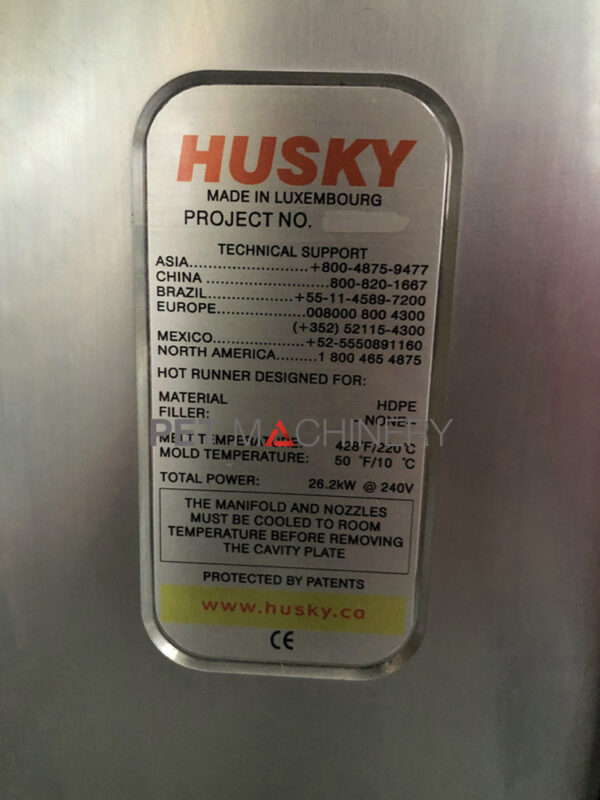 HUSKY
MADE IN LUXEMBOURG
PROJECT NO.
TECHNICAL SUPPORT
ASIA........................+800-4875-9477
CHINA ......................800-820-1667
BRAZIL................+55-11-4589-7200
EUROPE.................008000 800 4300
(+352) 52115-4300
MEXICO.....................+52-5550891160
NORTH AMERICA.........1 800 465 4875
HOT RUNNER DESIGNED FOR:
MATERIAL HDPE
FILLER: NONE
PET MACHINERY
MELT TEMPERATURE: 428°F/220°C
MOLD TEMPERATURE: 50 °F/10 °C
TOTAL POWER: 26.2kW @ 240V
THE MANIFOLD AND NOZZLES
MUST BE COOLED TO ROOM
TEMPERATURE BEFORE REMOVING
THE CAVITY PLATE
PROTECTED BY PATENTS
www.husky.ca
CE